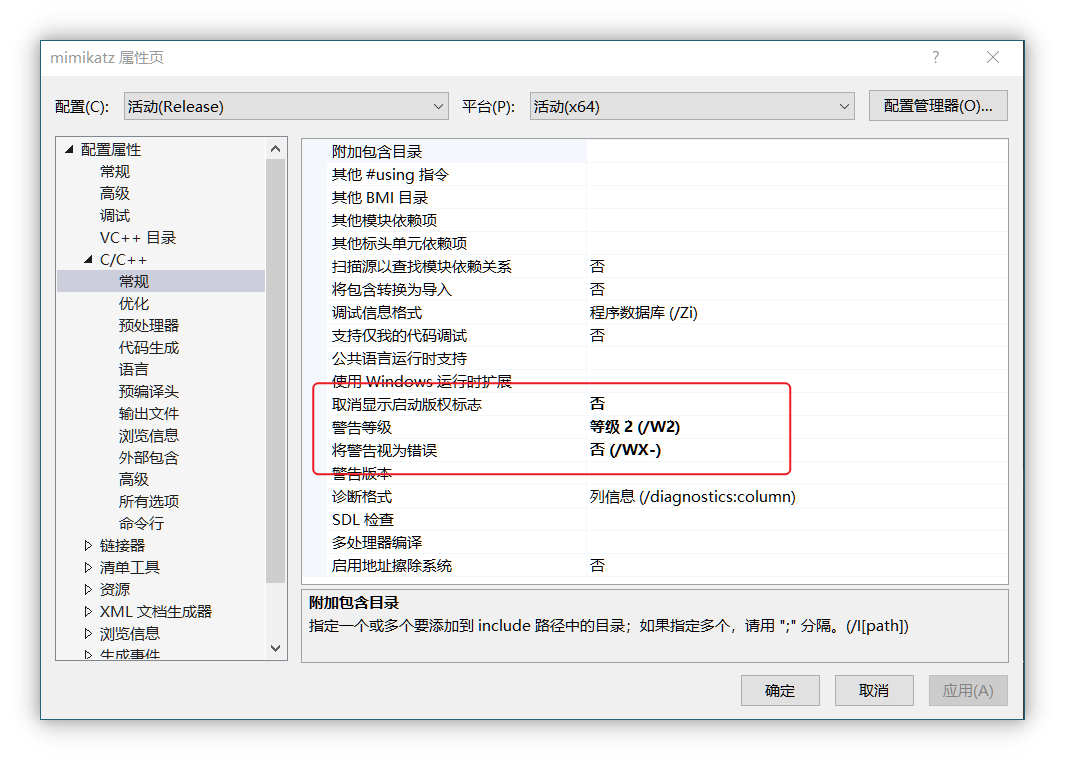 mimikatz 属性页
配置(C): 活动(Release) 平台(P): 活动(x64) 配置管理器(O)...
配置属性
常规
高级
调试
VC++ 目录
C/C++
常规
优化
预处理器
代码生成
语言
预编译头
输出文件
浏览信息
外部包含
高级
所有选项
命令行
链接器
清单工具
资源
XML 文档生成器
浏览信息
生成事件
附加包含目录
其他 #using 指令
其他 BMI 目录
其他模块依赖项
其他标头单元依赖项
扫描源以查找模块依赖关系 否
将包含转换为导入 否
调试信息格式 程序数据库 (/Zi)
支持仅我的代码调试 否
公共语言运行时支持
使用 Windows 运行时扩展
取消显示启动版权标志 否
警告等级 等级 2 (/W2)
将警告视为错误 否 (/WX-)
警告版本
诊断格式 列信息 (/diagnostics:column)
SDL 检查
多处理器编译
启用地址擦除系统 否
附加包含目录
指定一个或多个要添加到 include 路径中的目录；如果指定多个，请用 ";" 分隔。(/I[path])
确定 取消 应用(A)